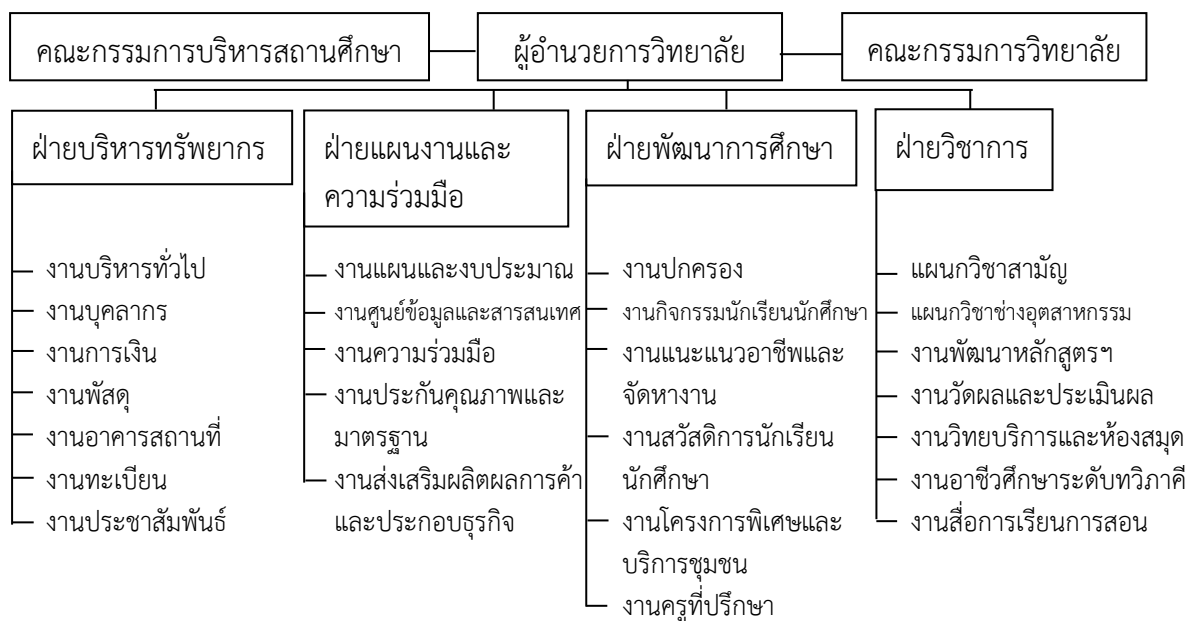 คณะกรรมการบริหารสถานศึกษา
ผู้อำนวยการวิทยาลัย
คณะกรรมการวิทยาลัย
ฝ่ายบริหารทรัพยากร
งานบริหารทั่วไป
งานบุคลากร
งานการเงิน
งานพัสดุ
งานอาคารสถานที่
งานทะเบียน
งานประชาสัมพันธ์
ฝ่ายแผนงานและ
ความร่วมมือ
งานแผนและงบประมาณ
งานศูนย์ข้อมูลและสารสนเทศ
งานความร่วมมือ
งานประกันคุณภาพและ
มาตรฐาน
งานส่งเสริมผลิตผลการค้า
และประกอบธุรกิจ
ฝ่ายพัฒนาการศึกษา
งานปกครอง
งานกิจกรรมนักเรียนนักศึกษา
งานแนะแนวอาชีพและ
จัดหางาน
งานสวัสดิการนักเรียน
นักศึกษา
งานโครงการพิเศษและ
บริการชุมชน
งานครูที่ปรึกษา
ฝ่ายวิชาการ
แผนกวิชาสามัญ
แผนกวิชาช่างอุตสาหกรรม
งานพัฒนาหลักสูตรฯ
งานวัดผลและประเมินผล
งานวิทยบริการและห้องสมุด
งานอาชีวศึกษาระดับทวิภาคี
งานสื่อการเรียนการสอน